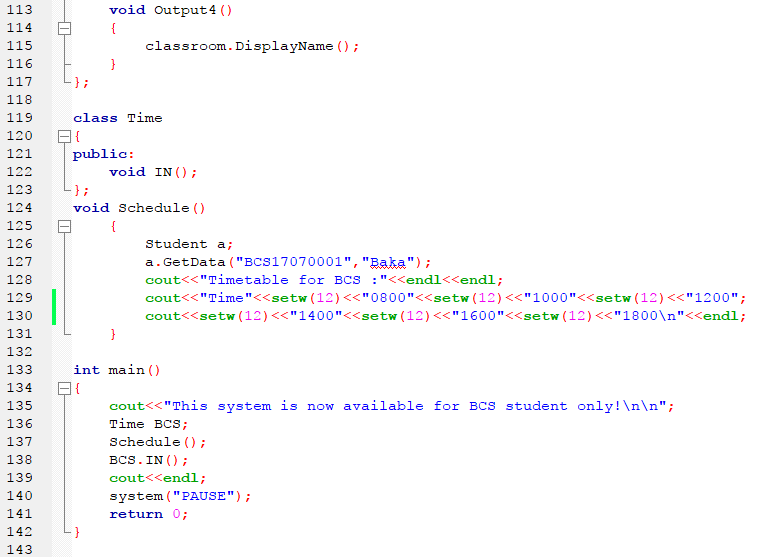 113 void Output4()
114 {
115 classroom.DisplayName();
116 }
117 };
118
119 class Time
120 {
121 public:
122 void IN();
123 };
124 void Schedule()
125 {
126 Student a;
127 a.GetData("BCS17070001","Baka");
128 cout<<"Timetable for BCS :"<<endl<<endl;
129 cout<<"Time"<<setw(12)<<"0800"<<setw(12)<<"1000"<<setw(12)<<"1200";
130 cout<<setw(12)<<"1400"<<setw(12)<<"1600"<<setw(12)<<"1800\n"<<endl;
131 }
132
133 int main()
134 {
135 cout<<"This system is now available for BCS student only!\n\n";
136 Time BCS;
137 Schedule();
138 BCS.IN();
139 cout<<endl;
140 system("PAUSE");
141 return 0;
142 }
143